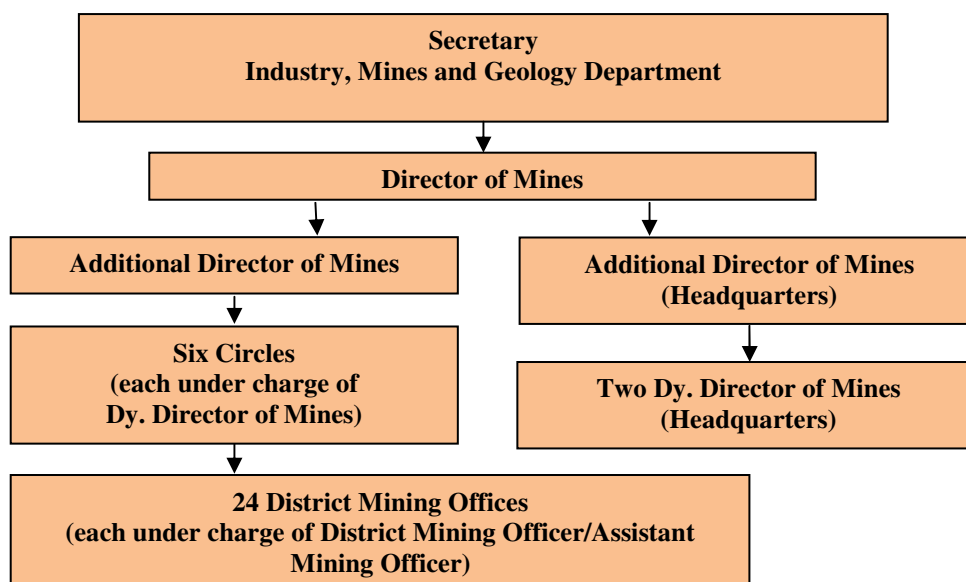 Secretary
Industry, Mines and Geology Department
Director of Mines
Additional Director of Mines
Additional Director of Mines
(Headquarters)
Six Circles
(each under charge of
Dy. Director of Mines)
Two Dy. Director of Mines
(Headquarters)
24 District Mining Offices
(each under charge of District Mining Officer/Assistant
Mining Officer)